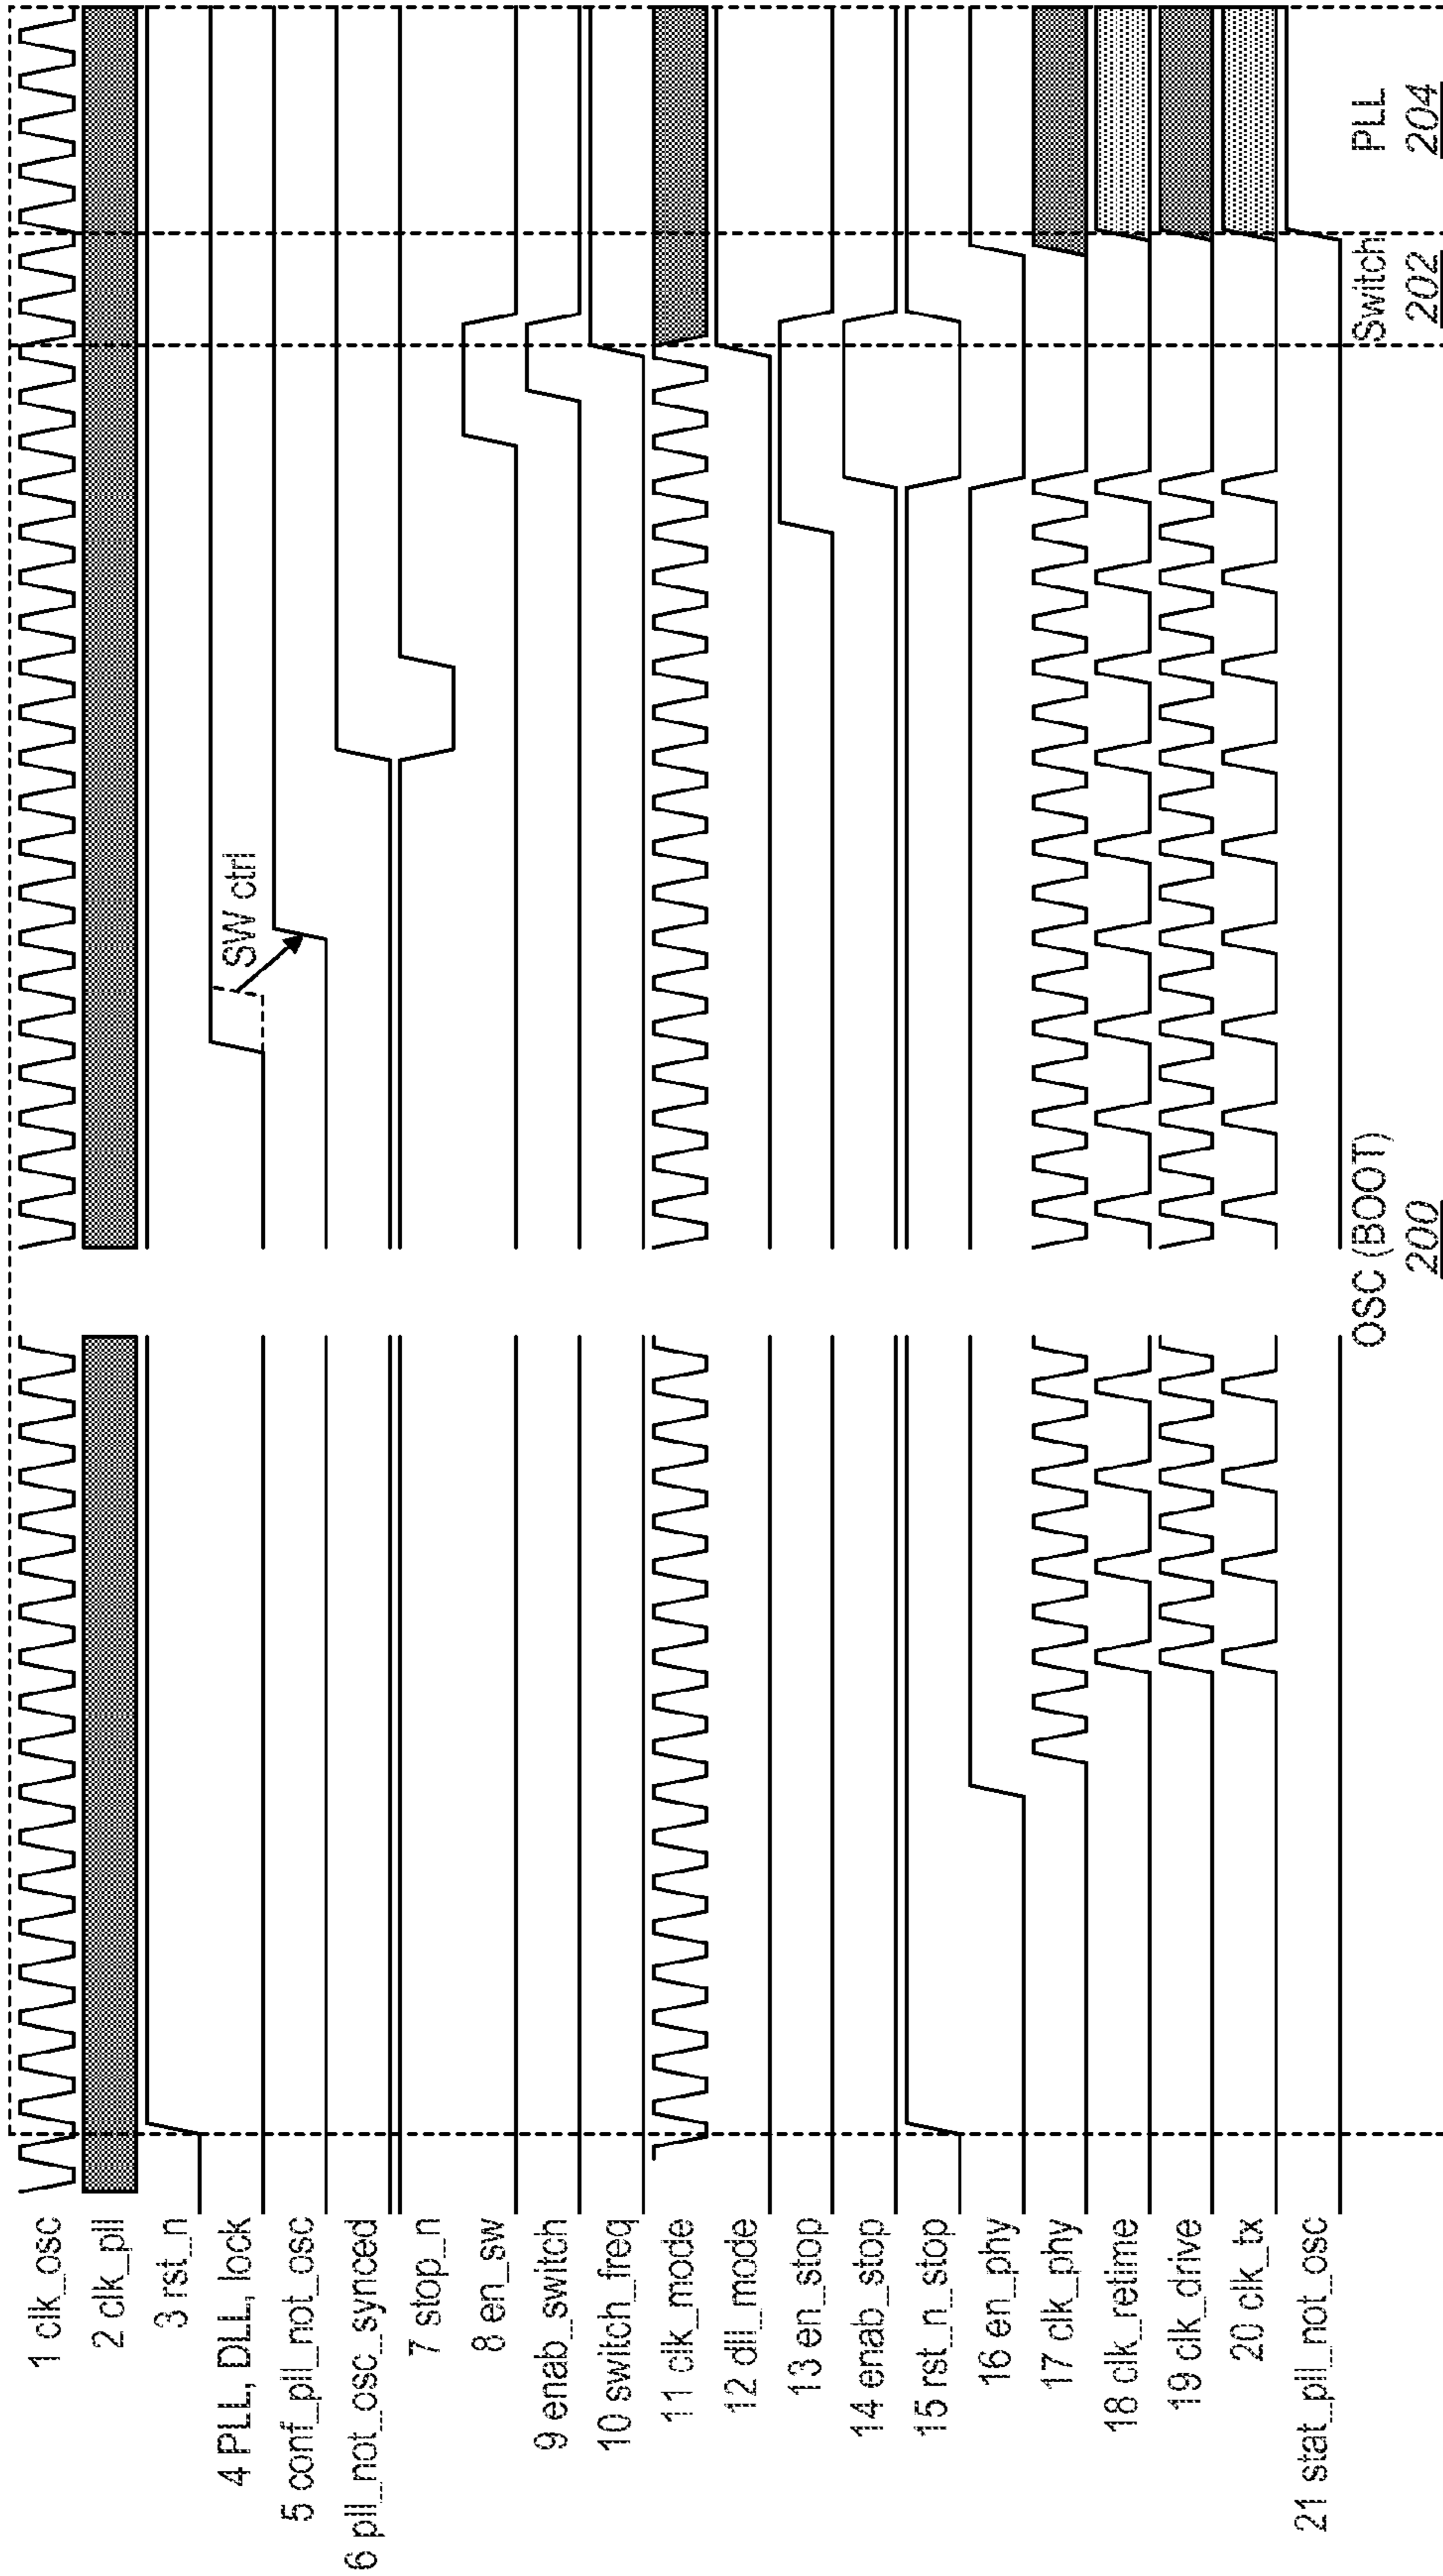 1 clk_osc
2 clk_pll
3 rst_n
4 PLL, DLL, lock
5 conf_pll_not_osc
6 pll_not_osc_synced
7 stop_n
8 en_sw
9 enab_switch
10 switch_freq
11 clk_mode
12 dll_mode
13 en_stop
14 enab_stop
15 rst_n_stop
16 en_phy
17 clk_phy
18 clk_retime
19 clk_drive
20 clk_tx
21 stat_pll_not_osc
SW ctrl
OSC (BOOT)
200
Switch
202
PLL
204